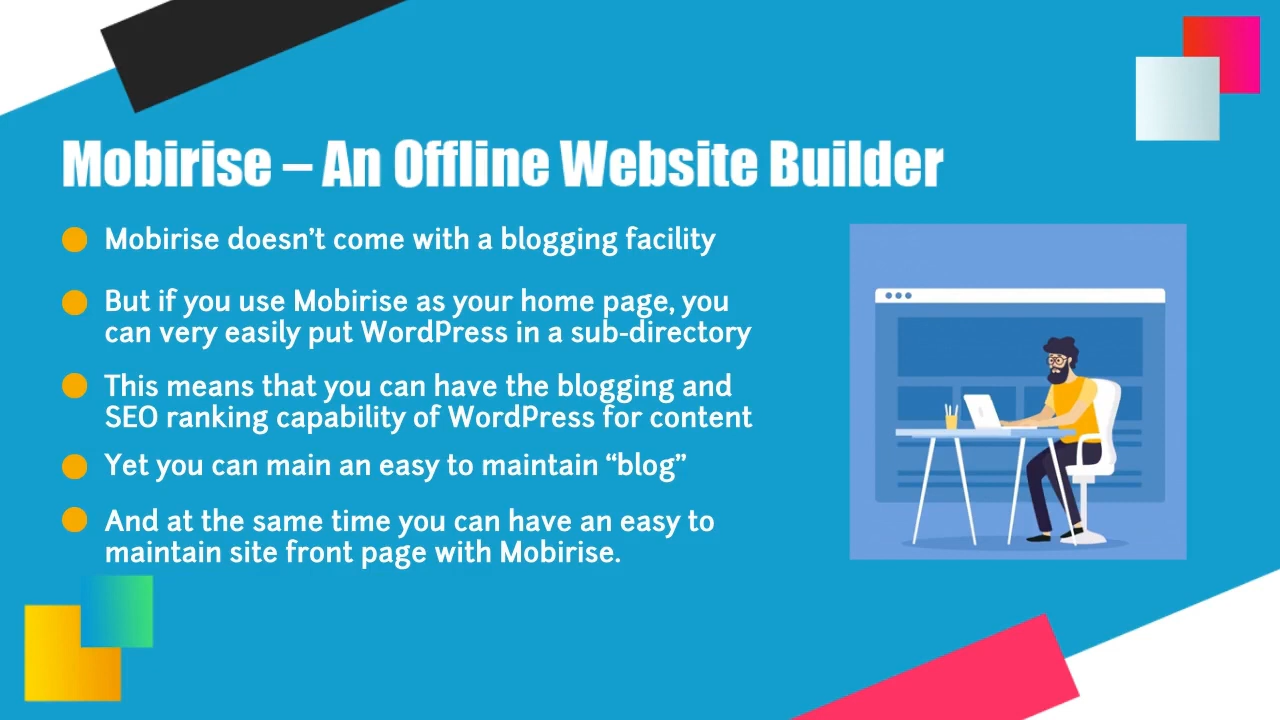 Mobirise – An Offline Website Builder
Mobirise doesn’t come with a blogging facility
But if you use Mobirise as your home page, you
can very easily put WordPress in a sub-directory
This means that you can have the blogging and
SEO ranking capability of WordPress for content
Yet you can main an easy to maintain “blog”
And at the same time you can have an easy to
maintain site front page with Mobirise.